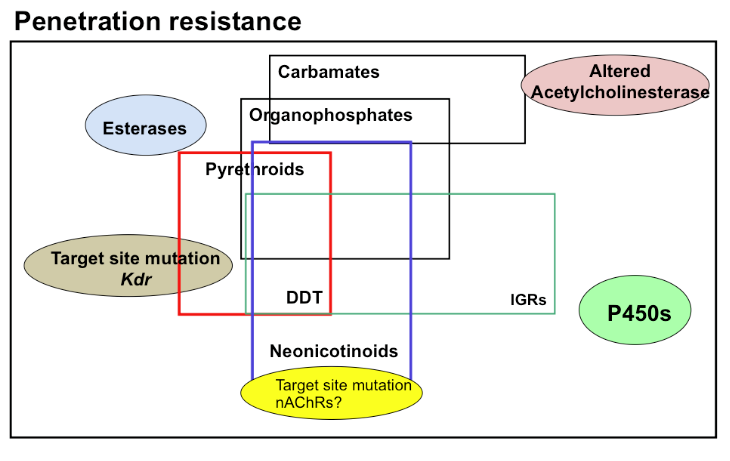 Penetration resistance
Carbamates
Altered
Acetylcholinesterase
Organophosphates
Esterases
Pyrethroids
Target site mutation
Kdr
DDT
IGRs
P450s
Neonicotinoids
Target site mutation
nAChRs?